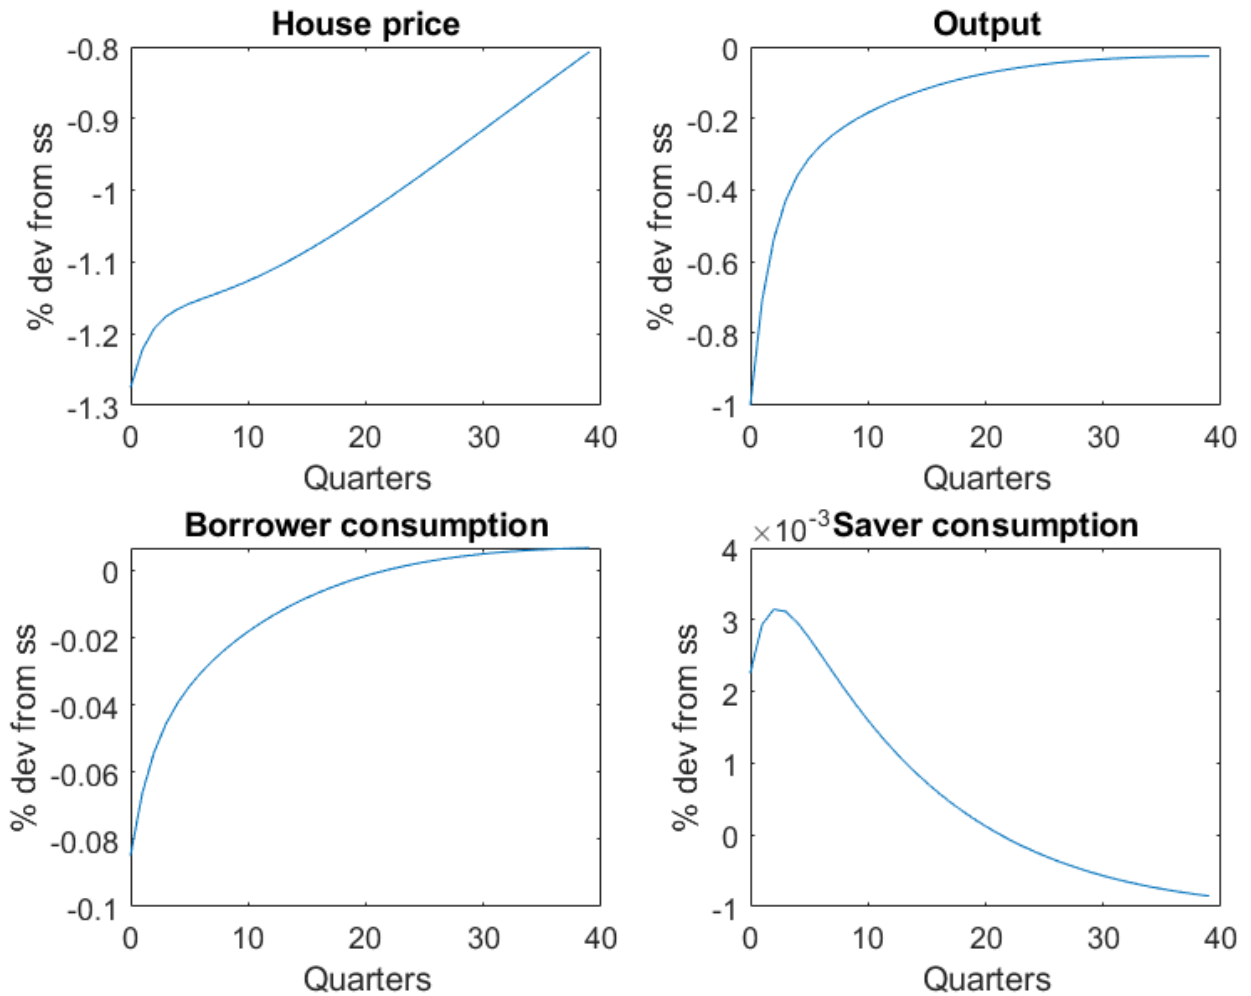 House price
% dev from ss
-0.8
-0.9
-1
-1.1
-1.2
-1.3
0 10 20 30 40
Quarters
Output
% dev from ss
0
-0.2
-0.4
-0.6
-0.8
-1
0 10 20 30 40
Quarters
Borrower consumption
% dev from ss
0
-0.02
-0.04
-0.06
-0.08
-0.1
0 10 20 30 40
Quarters
×10⁻³ Saver consumption
% dev from ss
4
3
2
1
0
-1
0 10 20 30 40
Quarters